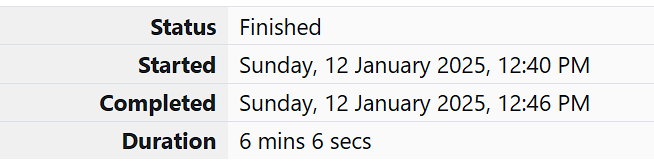 Status Finished
Started Sunday, 12 January 2025, 12:40 PM
Completed Sunday, 12 January 2025, 12:46 PM
Duration 6 mins 6 secs